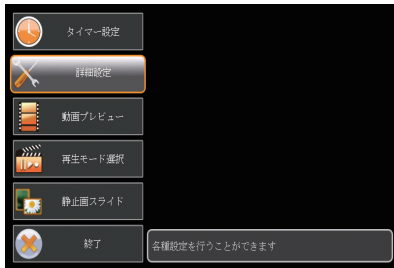 タイマー設定
詳細設定
動画プレビュー
再生モード選択
静止画スライド
終了
各種設定を行うことができます